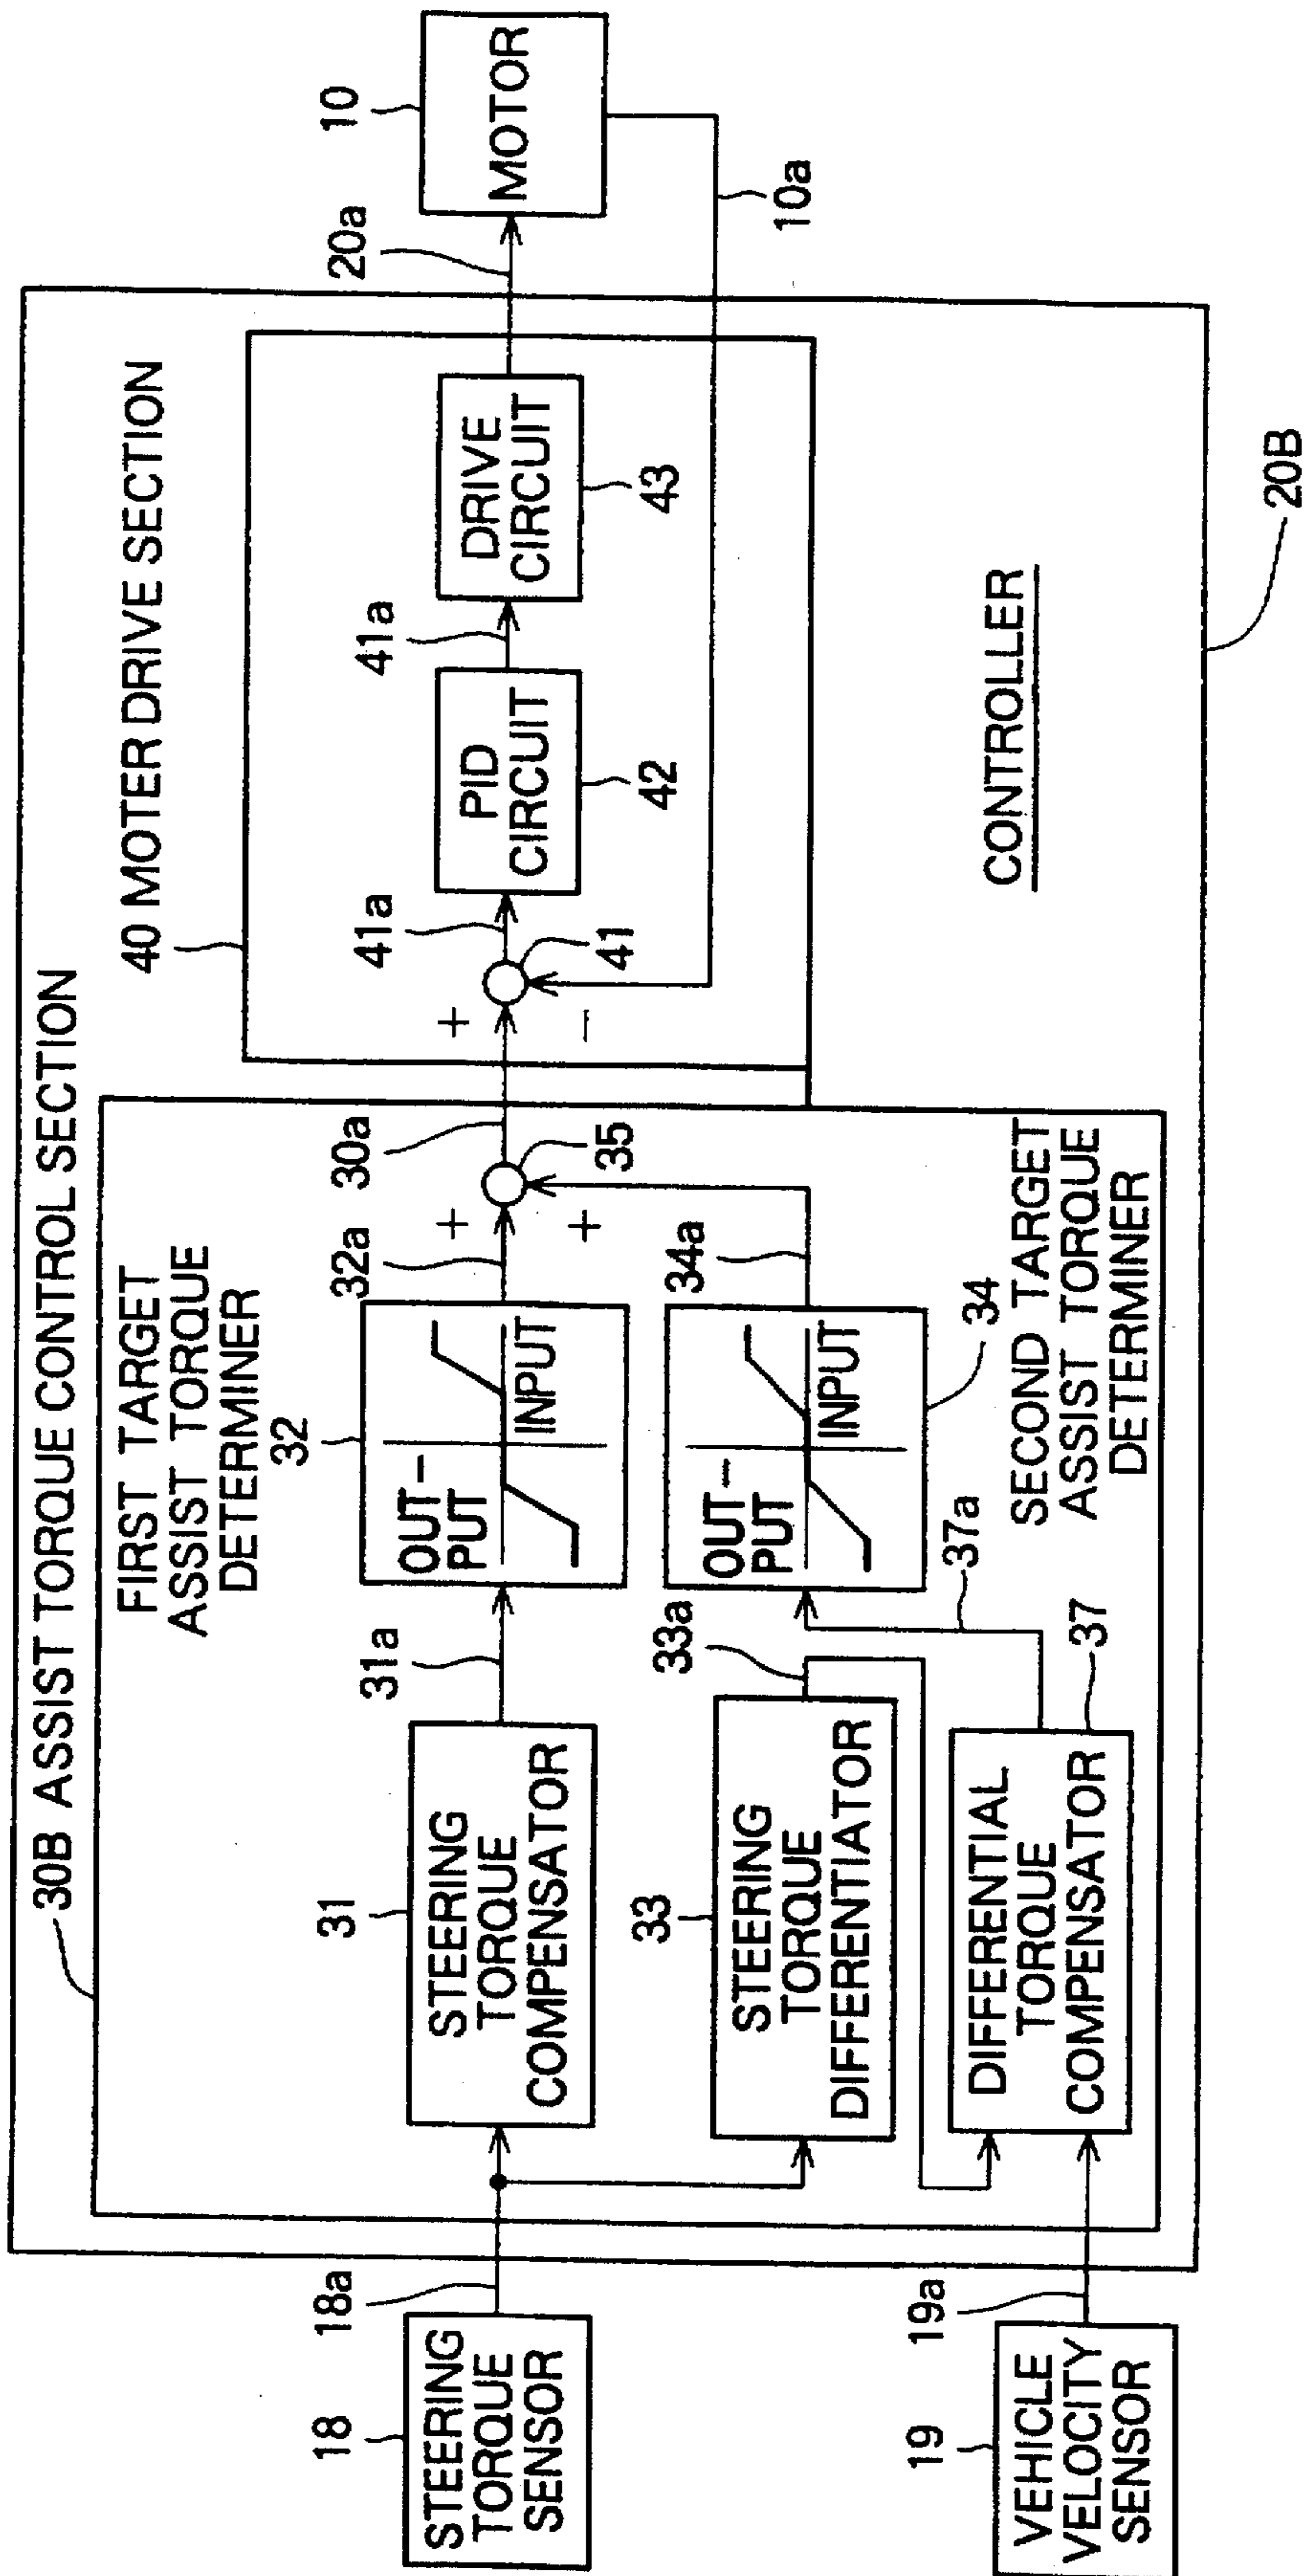 30B ASSIST TORQUE CONTROL SECTION
40 MOTER DRIVE SECTION
FIRST TARGET
ASSIST TORQUE
DETERMINER
18
STEERING
TORQUE
SENSOR
18a
31
STEERING
TORQUE
COMPENSATOR
31a
32
OUT-
PUT
INPUT
32a
+
+
35
30a
+
-
41
41a
PID
CIRCUIT
42
41a
DRIVE
CIRCUIT
43
20a
10
MOTOR
10a
33
STEERING
TORQUE
DIFFERENTIATOR
33a
OUT-
PUT
INPUT
34a
34
19
VEHICLE
VELOCITY
SENSOR
19a
DIFFERENTIAL
TORQUE
COMPENSATOR
37
37a
SECOND TARGET
ASSIST TORQUE
DETERMINER
CONTROLLER
20B